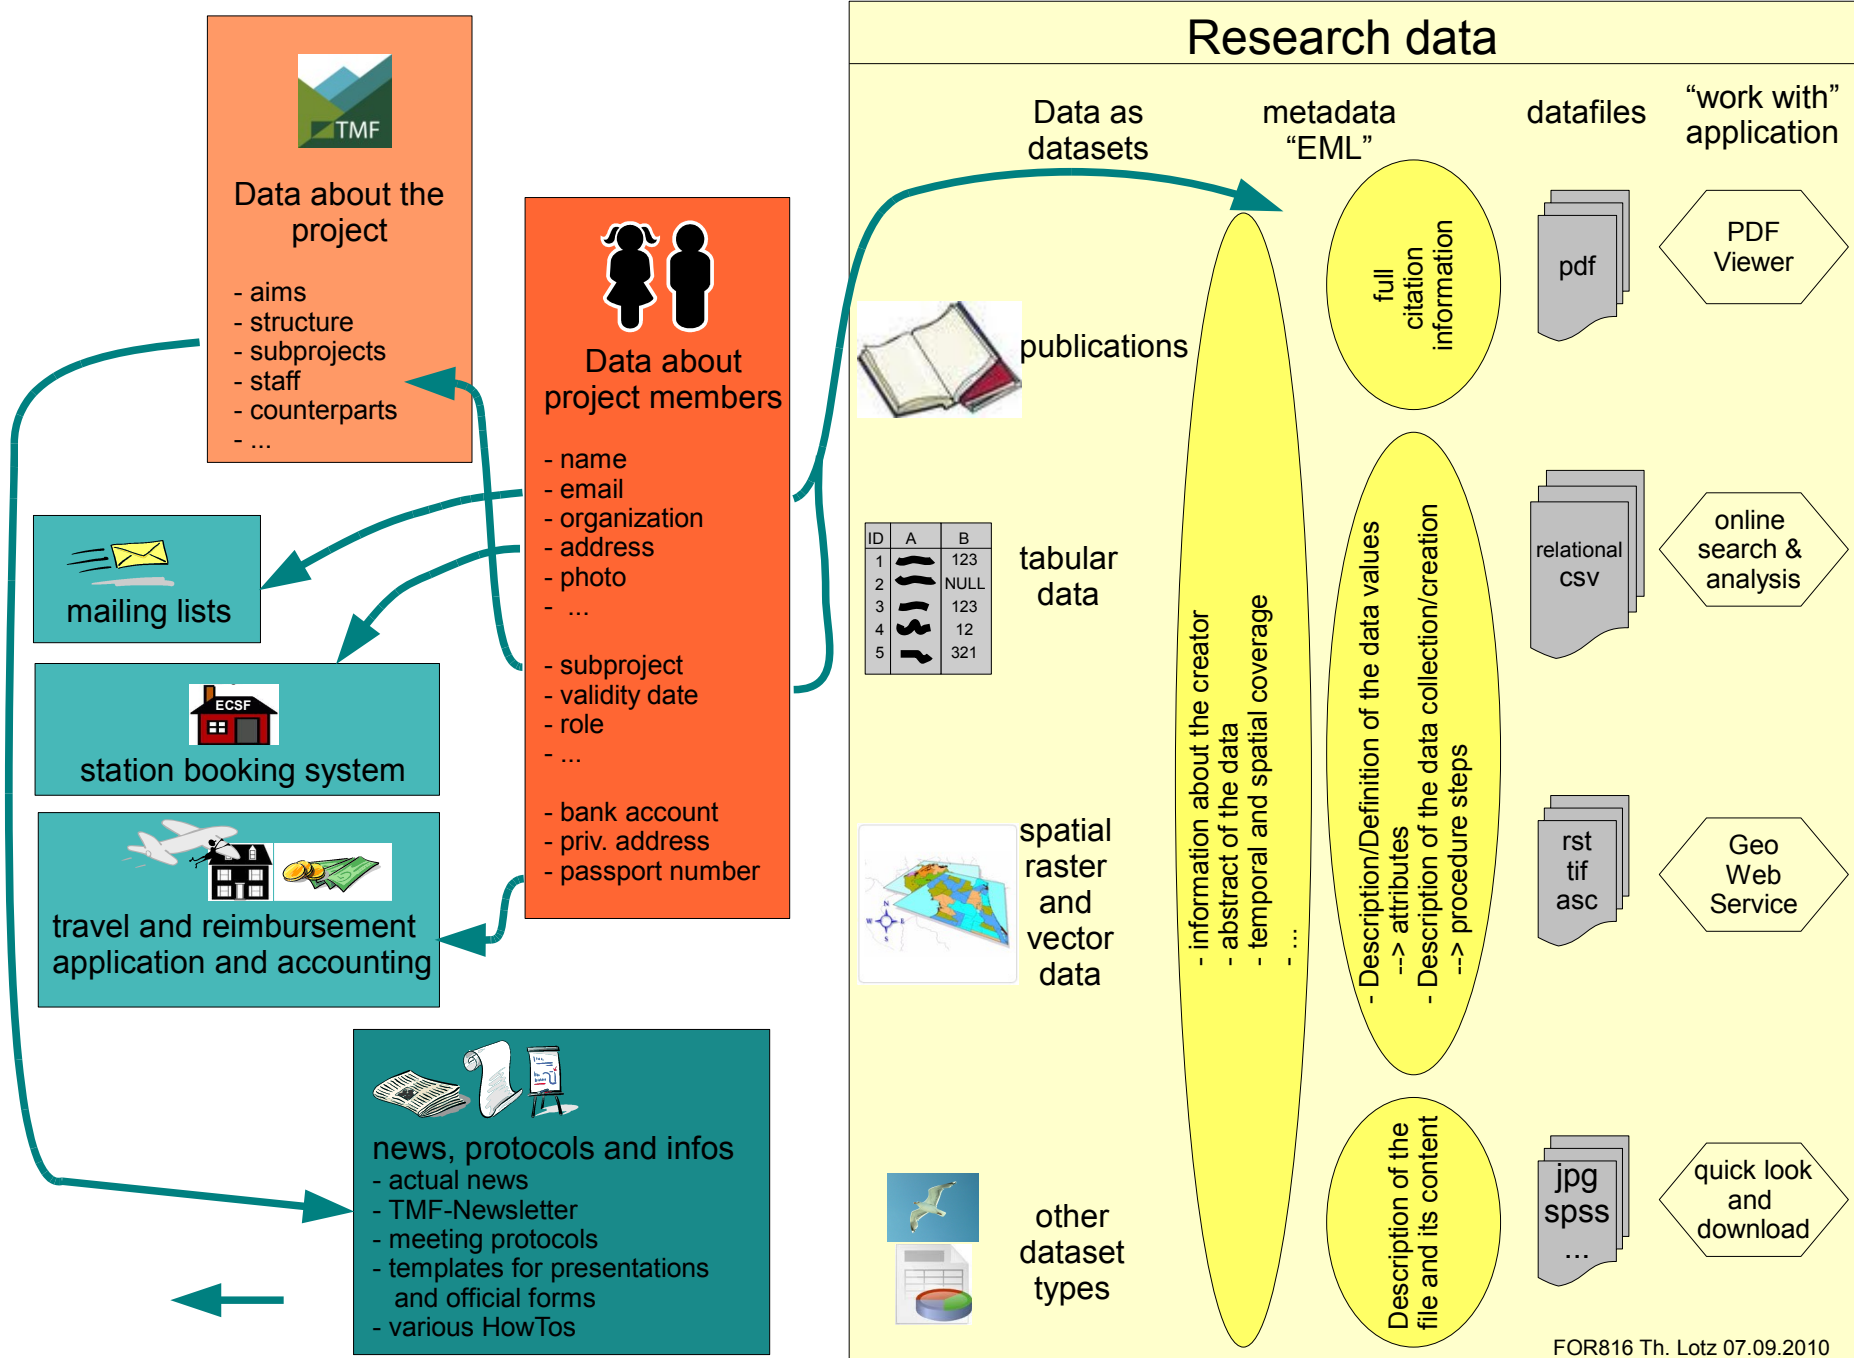 TMF
Data about the
project
- aims
- structure
- subprojects
- staff
- counterparts
- ...
Data about
project members
- name
- email
- organization
- address
- photo
- ...
- subproject
- validity date
- role
- ...
- bank account
- priv. address
- passport number
mailing lists
ECSF
station booking system
travel and reimbursement
application and accounting
news, protocols and infos
- actual news
- TMF-Newsletter
- meeting protocols
- templates for presentations
and official forms
- various HowTos
Research data
Data as
datasets
metadata
“EML”
datafiles
“work with”
application
publications
full
citation
information
pdf
PDF
Viewer
ID A B
1 123
2 NULL
3 123
4 12
5 321
tabular
data
relational
csv
online
search &
analysis
- information about the creator
- abstract of the data
- temporal and spatial coverage
- ...
- Description/Definition of the data values
--> attributes
- Description of the data collection/creation
--> procedure steps
N
W E
S
spatial
raster
and
vector
data
rst
tif
asc
Geo
Web
Service
other
dataset
types
Description of the
file and its content
jpg
spss
...
quick look
and
download
FOR816 Th. Lotz 07.09.2010